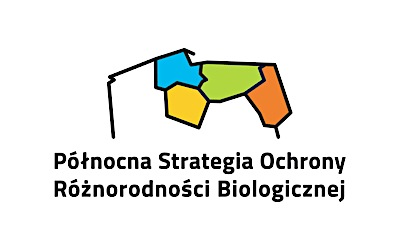 Północna Strategia Ochrony
Różnorodności Biologicznej